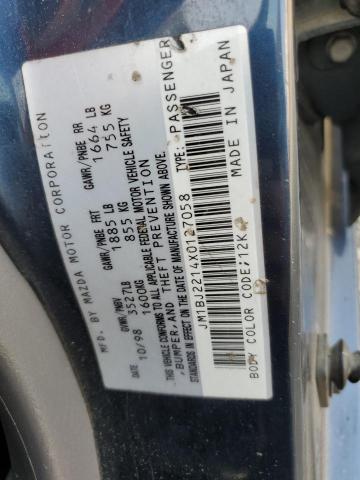 MFD. BY MAZDA MOTOR CORPORATION
GVWR/PNBV GAWR/PNBE FRT GAWR/PNBE RR
10/98 3527LB 1885 LB 1664 LB
1600KG 855 KG 755 KG
THIS VEHICLE CONFORMS TO ALL APPLICABLE FEDERAL MOTOR VEHICLE SAFETY
BUMPER, AND THEFT PREVENTION
STANDARDS IN EFFECT ON THE DATE OF MANUFACTURE SHOWN ABOVE.
JM1BJ2214X0127058 TYPE: PASSENGER
BODY COLOR CODE; 12K MADE IN JAPAN